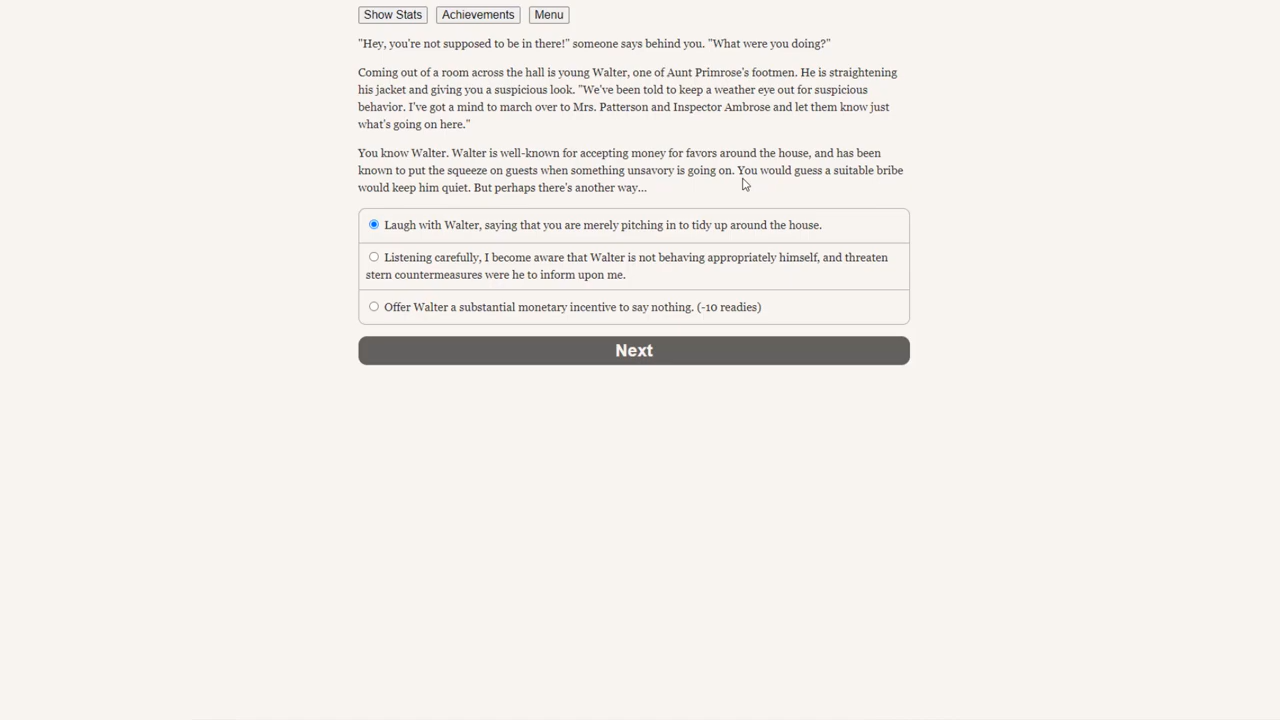 Show Stats Achievements Menu
"Hey, you're not supposed to be in there!" someone says behind you. "What were you doing?"
Coming out of a room across the hall is young Walter, one of Aunt Primrose's footmen. He is straightening
his jacket and giving you a suspicious look. "We've been told to keep a weather eye out for suspicious
behavior. I've got a mind to march over to Mrs. Patterson and Inspector Ambrose and let them know just
what's going on here."
You know Walter. Walter is well-known for accepting money for favors around the house, and has been
known to put the squeeze on guests when something unsavory is going on. You would guess a suitable bribe
would keep him quiet. But perhaps there's another way...
Laugh with Walter, saying that you are merely pitching in to tidy up around the house.
Listening carefully, I become aware that Walter is not behaving appropriately himself, and threaten
stern countermeasures were he to inform upon me.
Offer Walter a substantial monetary incentive to say nothing. (-10 readies)
Next